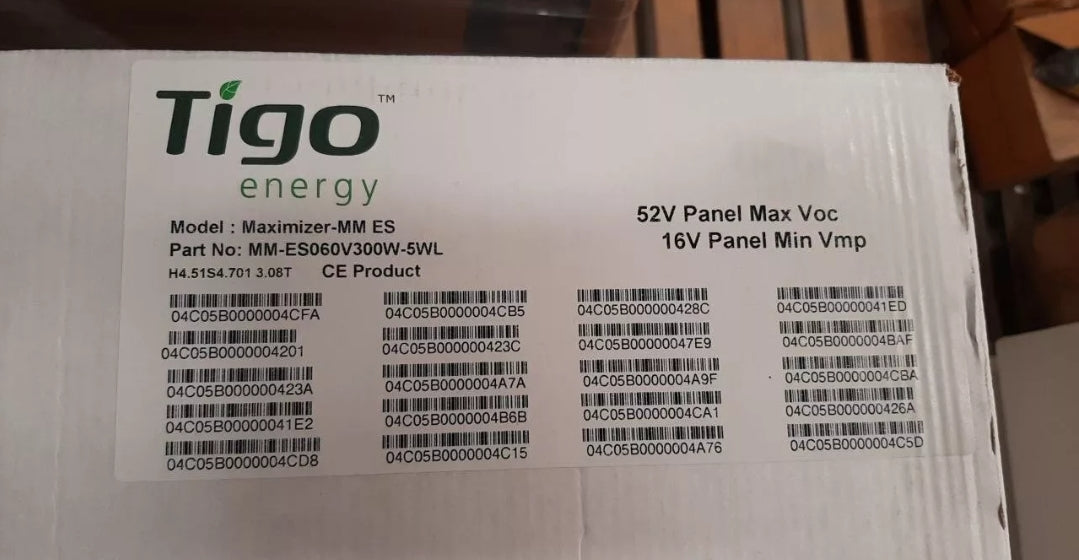 Tigo™
energy
Model : Maximizer-MM ES
Part No: MM-ES060V300W-5WL
H4.51S4.701 3.08T CE Product
52V Panel Max Voc
16V Panel Min Vmp
04C05B0000004CFA 04C05B0000004CB5 04C05B000000428C 04C05B00000041ED
04C05B0000004201 04C05B000000423C 04C05B00000047E9 04C05B0000004BAF
04C05B000000423A 04C05B0000004A7A 04C05B0000004A9F 04C05B0000004CBA
04C05B00000041E2 04C05B0000004B6B 04C05B0000004CA1 04C05B000000426A
04C05B0000004CD8 04C05B0000004C15 04C05B0000004A76 04C05B0000004C5D